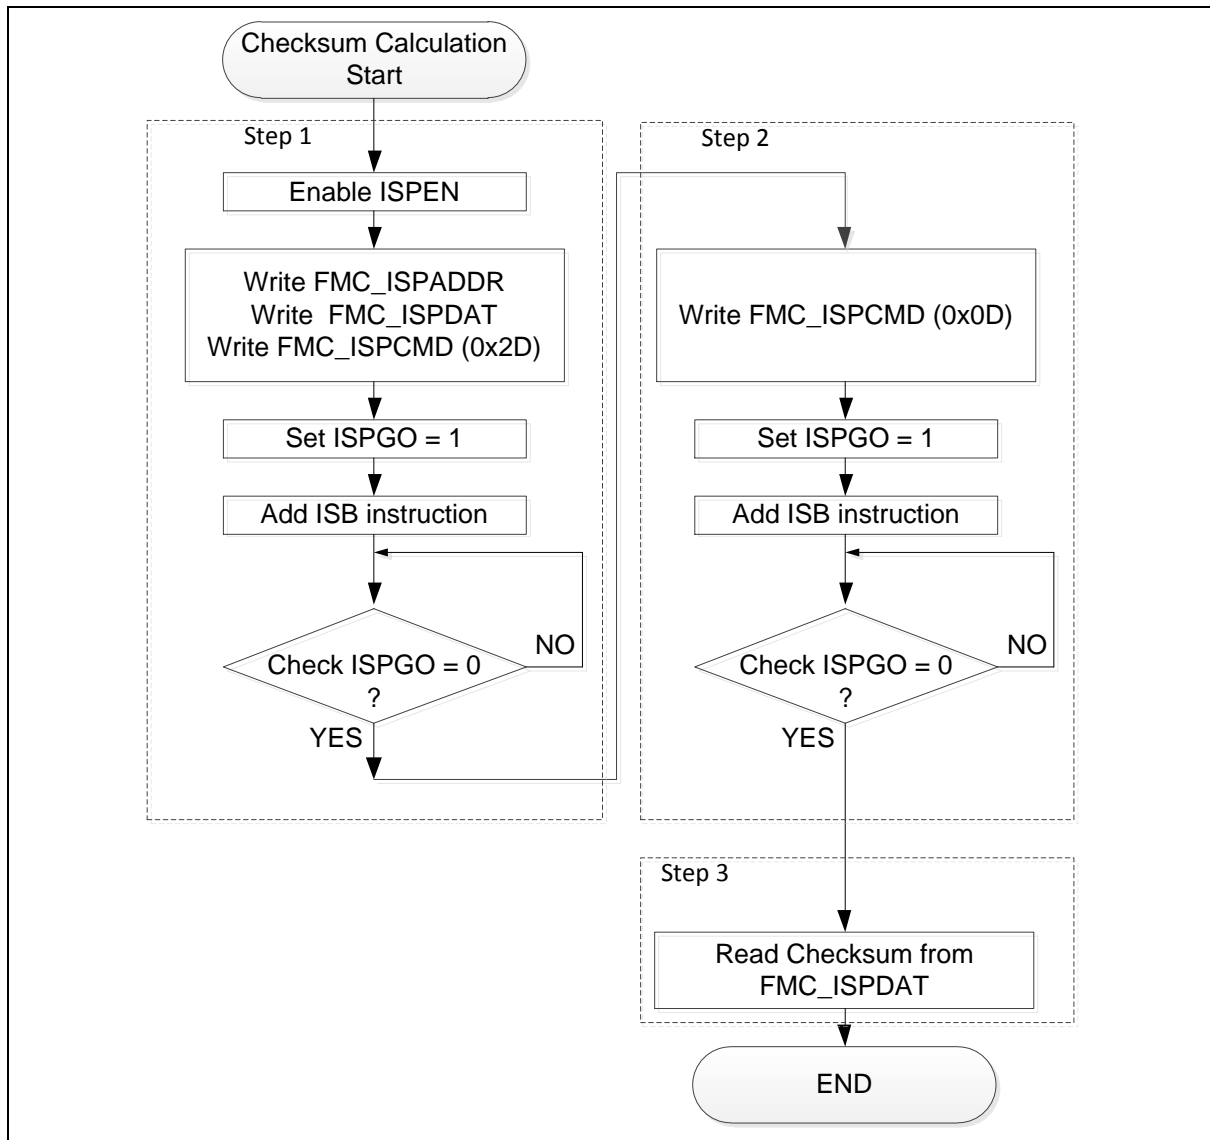 Checksum Calculation
Start
Step 1
Enable ISPEN
Write FMC_ISPADDR
Write  FMC_ISPDAT
Write FMC_ISPCMD (0x2D)
Set ISPGO = 1
Add ISB instruction
Check ISPGO = 0
?
NO
YES
Step 2
Write FMC_ISPCMD (0x0D)
Set ISPGO = 1
Add ISB instruction
Check ISPGO = 0
?
NO
YES
Step 3
Read Checksum from
FMC_ISPDAT
END